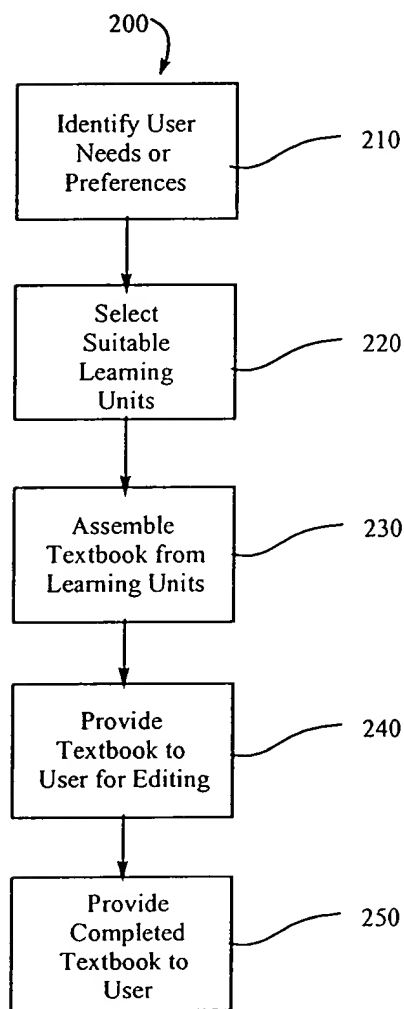 200
Identify User
Needs or
Preferences
210
Select
Suitable
Learning
Units
220
Assemble
Textbook from
Learning Units
230
Provide
Textbook to
User for Editing
240
Provide
Completed
Textbook to
User
250